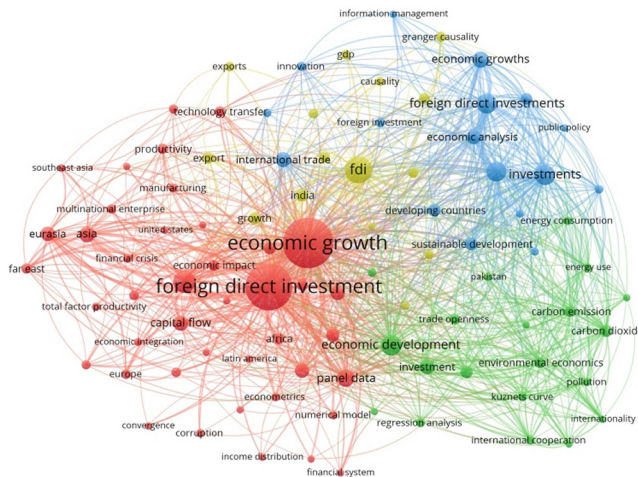 information management
granger causality
gdp
economic growths
exports
innovation
causality
foreign direct investments
technology transfer
foreign investment
public policy
economic analysis
productivity
export
international trade
fdi
investments
southeast asia
manufacturing
india
multinational enterprise
developing countries
growth
energy consumption
eurasia
asia
united states
economic growth
sustainable development
financial crisis
far east
economic impact
energy use
pakistan
foreign direct investment
total factor productivity
carbon emission
trade openness
capital flow
carbon dioxid
economic integration
africa
economic development
latin america
environmental economics
investment
europe
panel data
pollution
econometrics
kuznets curve
numerical model
internationality
convergence
regression analysis
corruption
international cooperation
income distribution
financial system